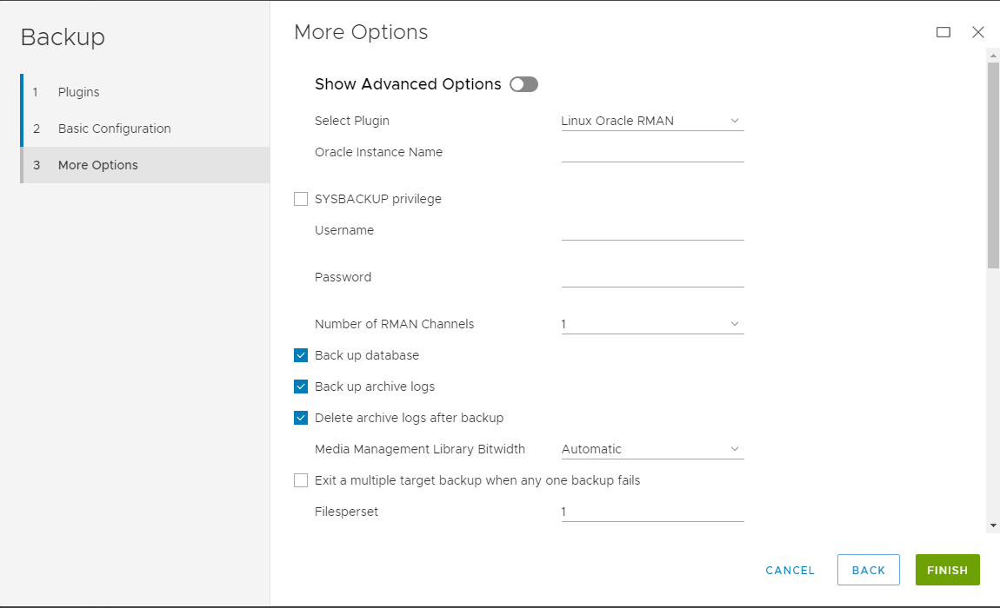 Backup
1 Plugins
2 Basic Configuration
3 More Options
More Options
Show Advanced Options
Select Plugin Linux Oracle RMAN
Oracle Instance Name
SYSBACKUP privilege
Username
Password
Number of RMAN Channels 1
Back up database
Back up archive logs
Delete archive logs after backup
Media Management Library Bitwidth Automatic
Exit a multiple target backup when any one backup fails
Filesperset 1
CANCEL BACK FINISH